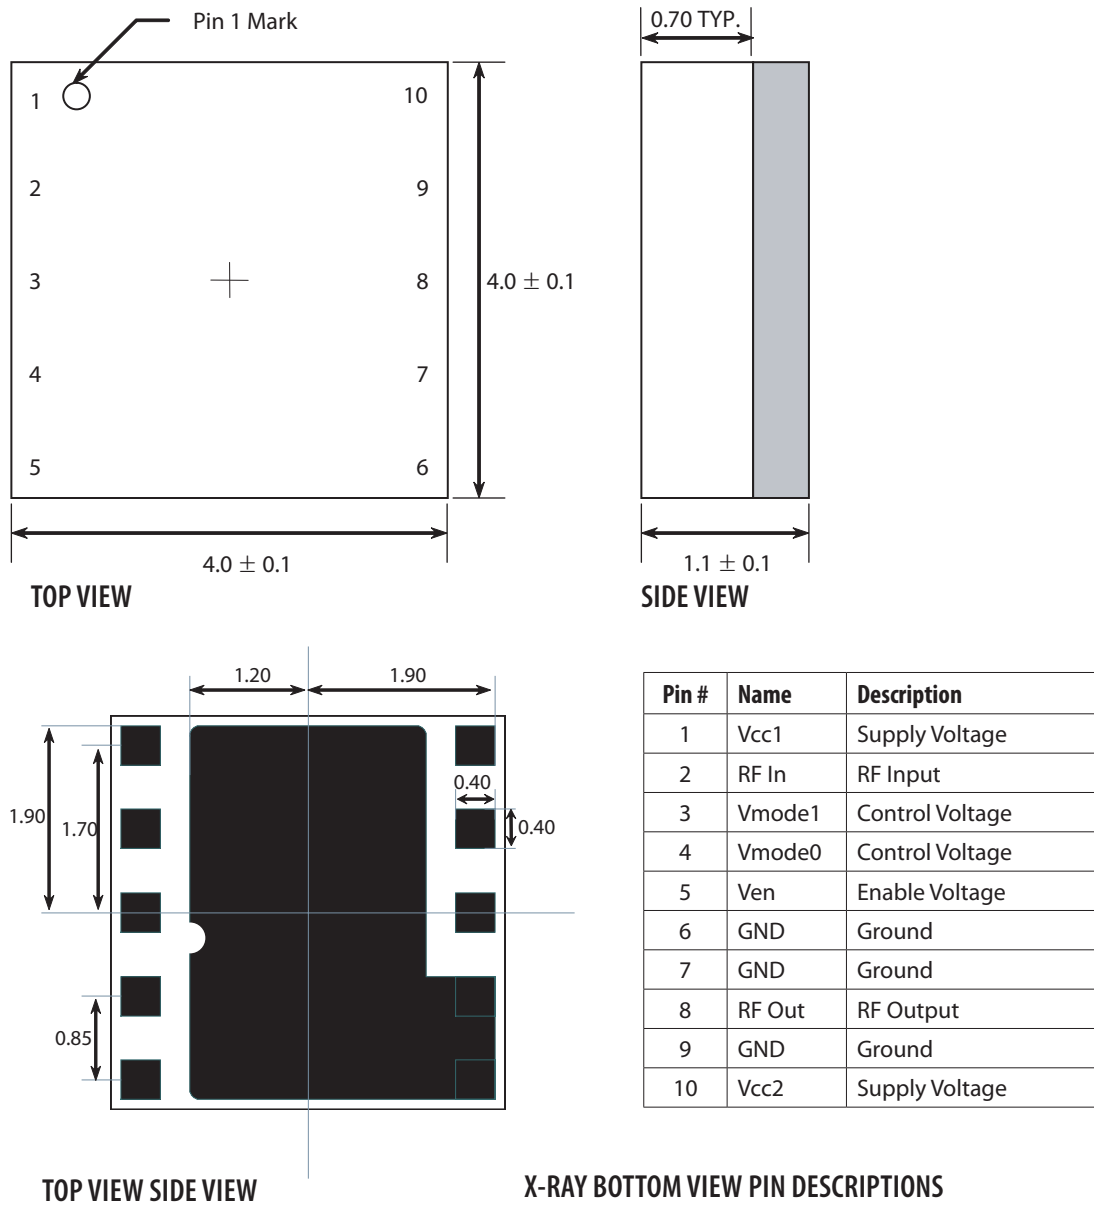 Pin 1 Mark
0.70 TYP.
1 10
2 9
3 8
4 7
5 6
4.0 ± 0.1
4.0 ± 0.1
1.1 ± 0.1
TOP VIEW
SIDE VIEW
1.20 1.90
0.40
0.40
1.90
1.70
0.85
Pin # Name Description
1 Vcc1 Supply Voltage
2 RF In RF Input
3 Vmode1 Control Voltage
4 Vmode0 Control Voltage
5 Ven Enable Voltage
6 GND Ground
7 GND Ground
8 RF Out RF Output
9 GND Ground
10 Vcc2 Supply Voltage
TOP VIEW SIDE VIEW
X-RAY BOTTOM VIEW PIN DESCRIPTIONS